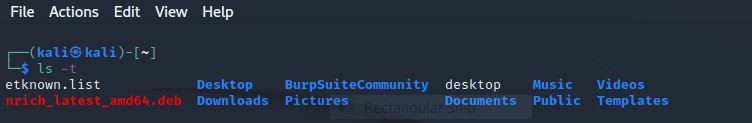 File Actions Edit View Help
┌──(kali㉿kali)-[~]
└─$ ls -t
etknown.list Desktop BurpSuiteCommunity desktop Music Videos
nrich_latest_amd64.deb Downloads Pictures Documents Public Templates
Rectangular Snip